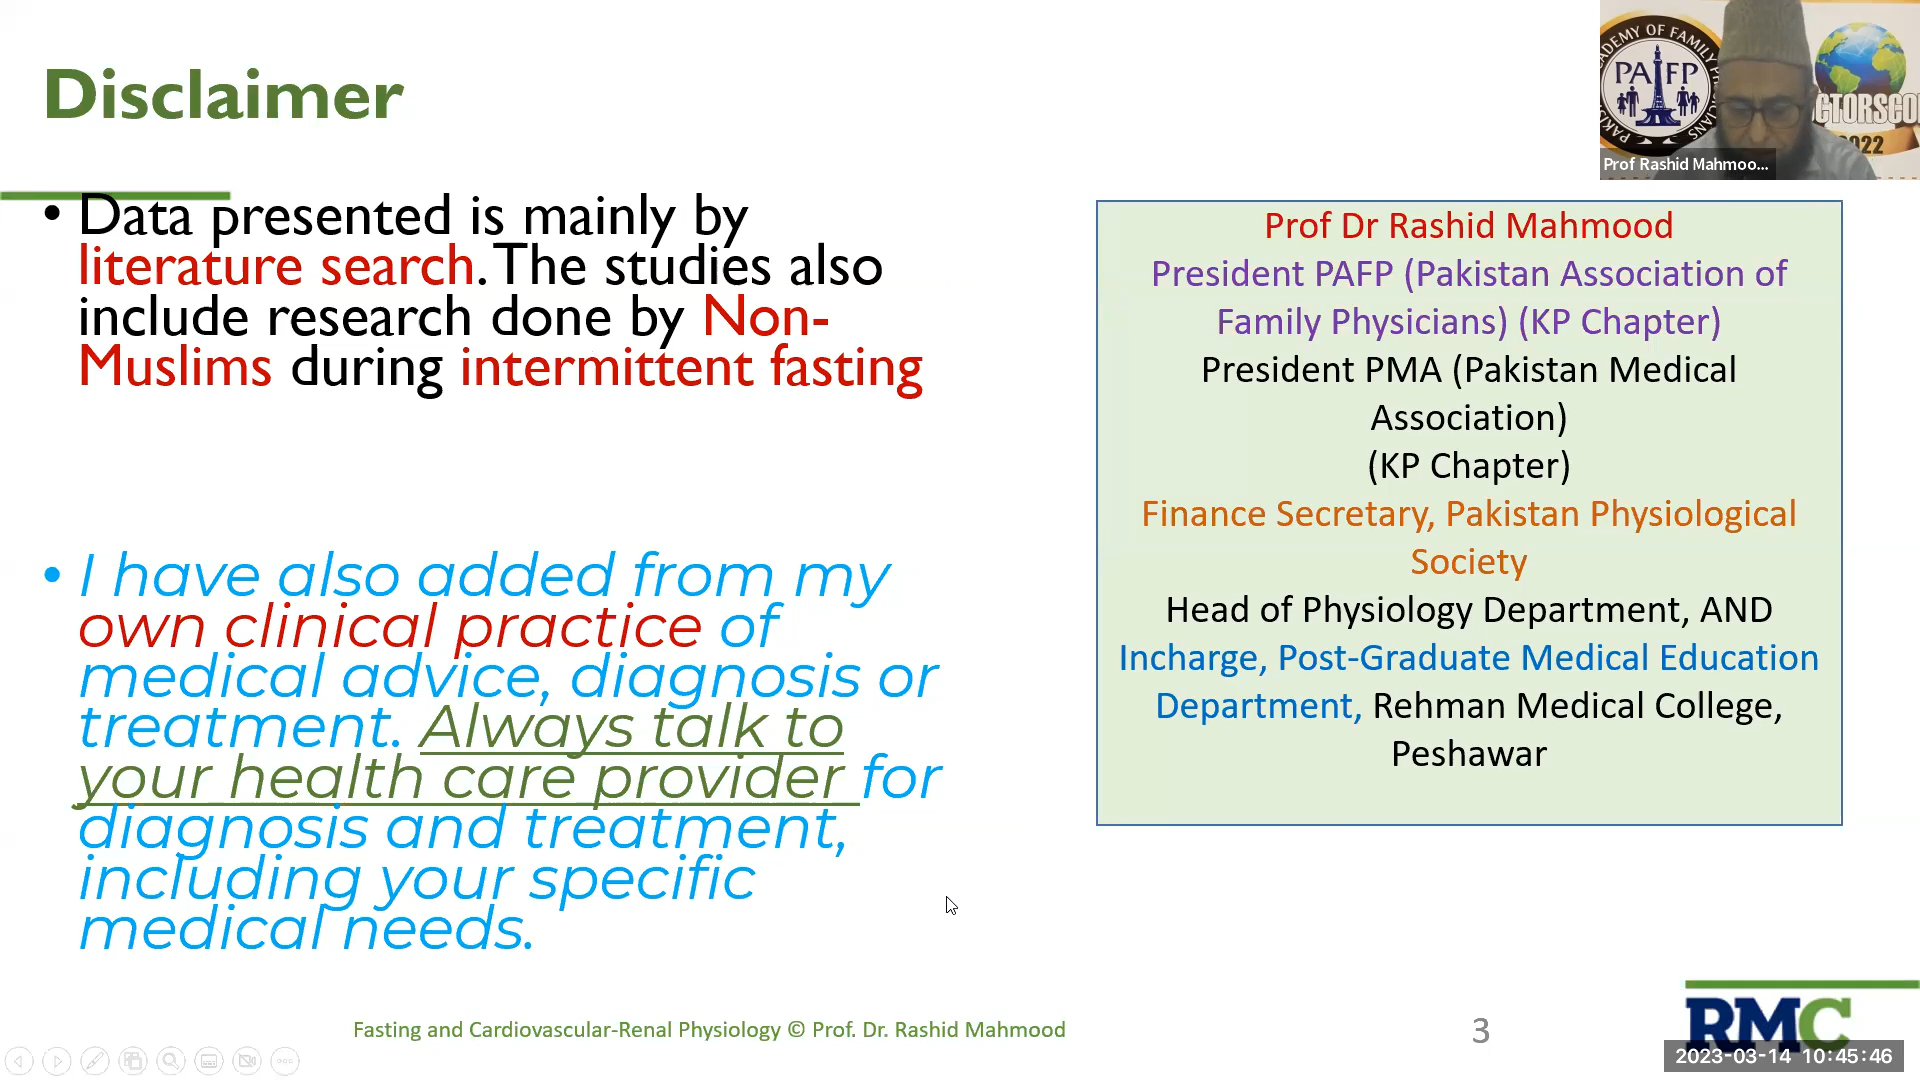 Disclaimer
• Data presented is mainly by
literature search. The studies also
include research done by Non-
Muslims during intermittent fasting
• I have also added from my
own clinical practice of
medical advice, diagnosis or
treatment. Always talk to
your health care provider for
diagnosis and treatment,
including your specific
medical needs.
PAFP
2022
Prof Rashid Mahmoo...
Prof Dr Rashid Mahmood
President PAFP (Pakistan Association of
Family Physicians) (KP Chapter)
President PMA (Pakistan Medical
Association)
(KP Chapter)
Finance Secretary, Pakistan Physiological
Society
Head of Physiology Department, AND
Incharge, Post-Graduate Medical Education
Department, Rehman Medical College,
Peshawar
Fasting and Cardiovascular-Renal Physiology © Prof. Dr. Rashid Mahmood
3
RMC
2023-03-14 10:45:46